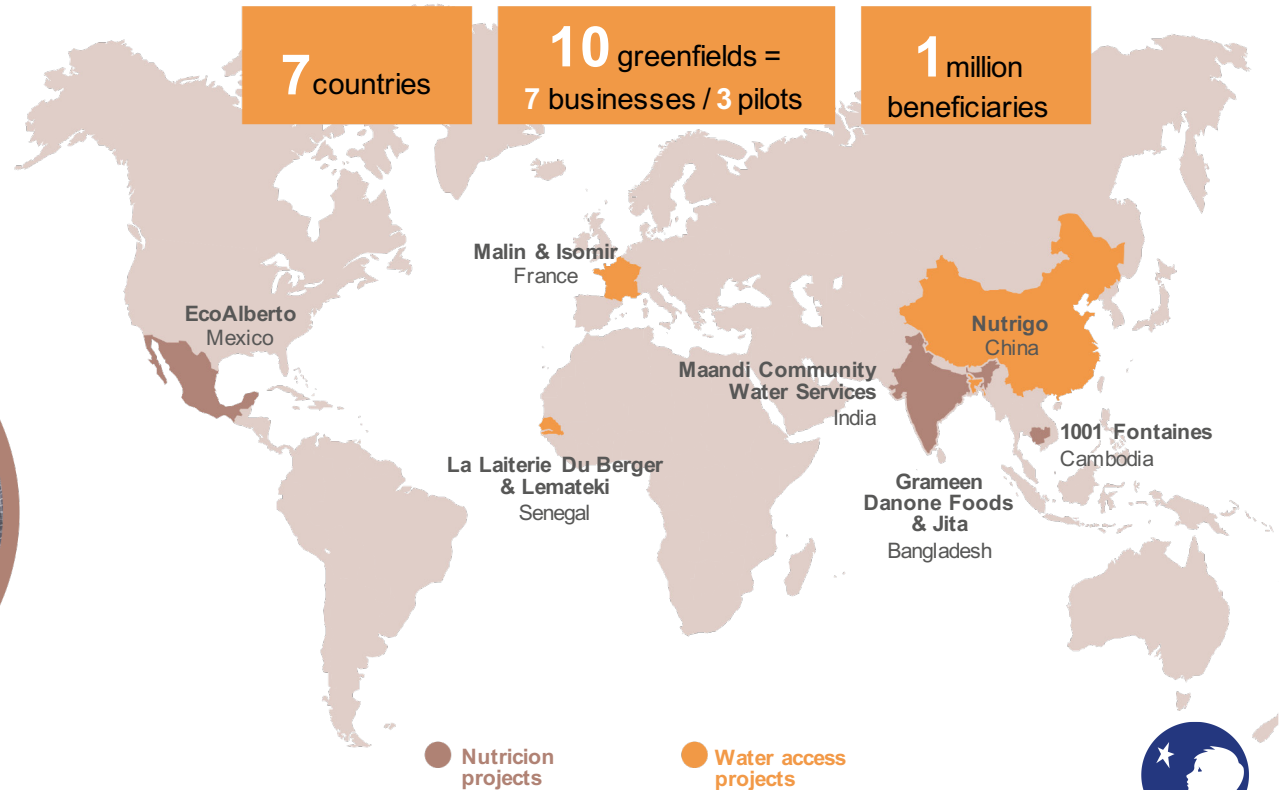 7 countries
10 greenfields =
7 businesses / 3 pilots
1 million
beneficiaries
Malin & Isomir
France
EcoAlberto
Mexico
Nutrigo
China
Maandi Community
Water Services
India
1001 Fontaines
Cambodia
La Laiterie Du Berger
& Lemateki
Senegal
Grameen
Danone Foods
& Jita
Bangladesh
Nutricion
projects
Water access
projects